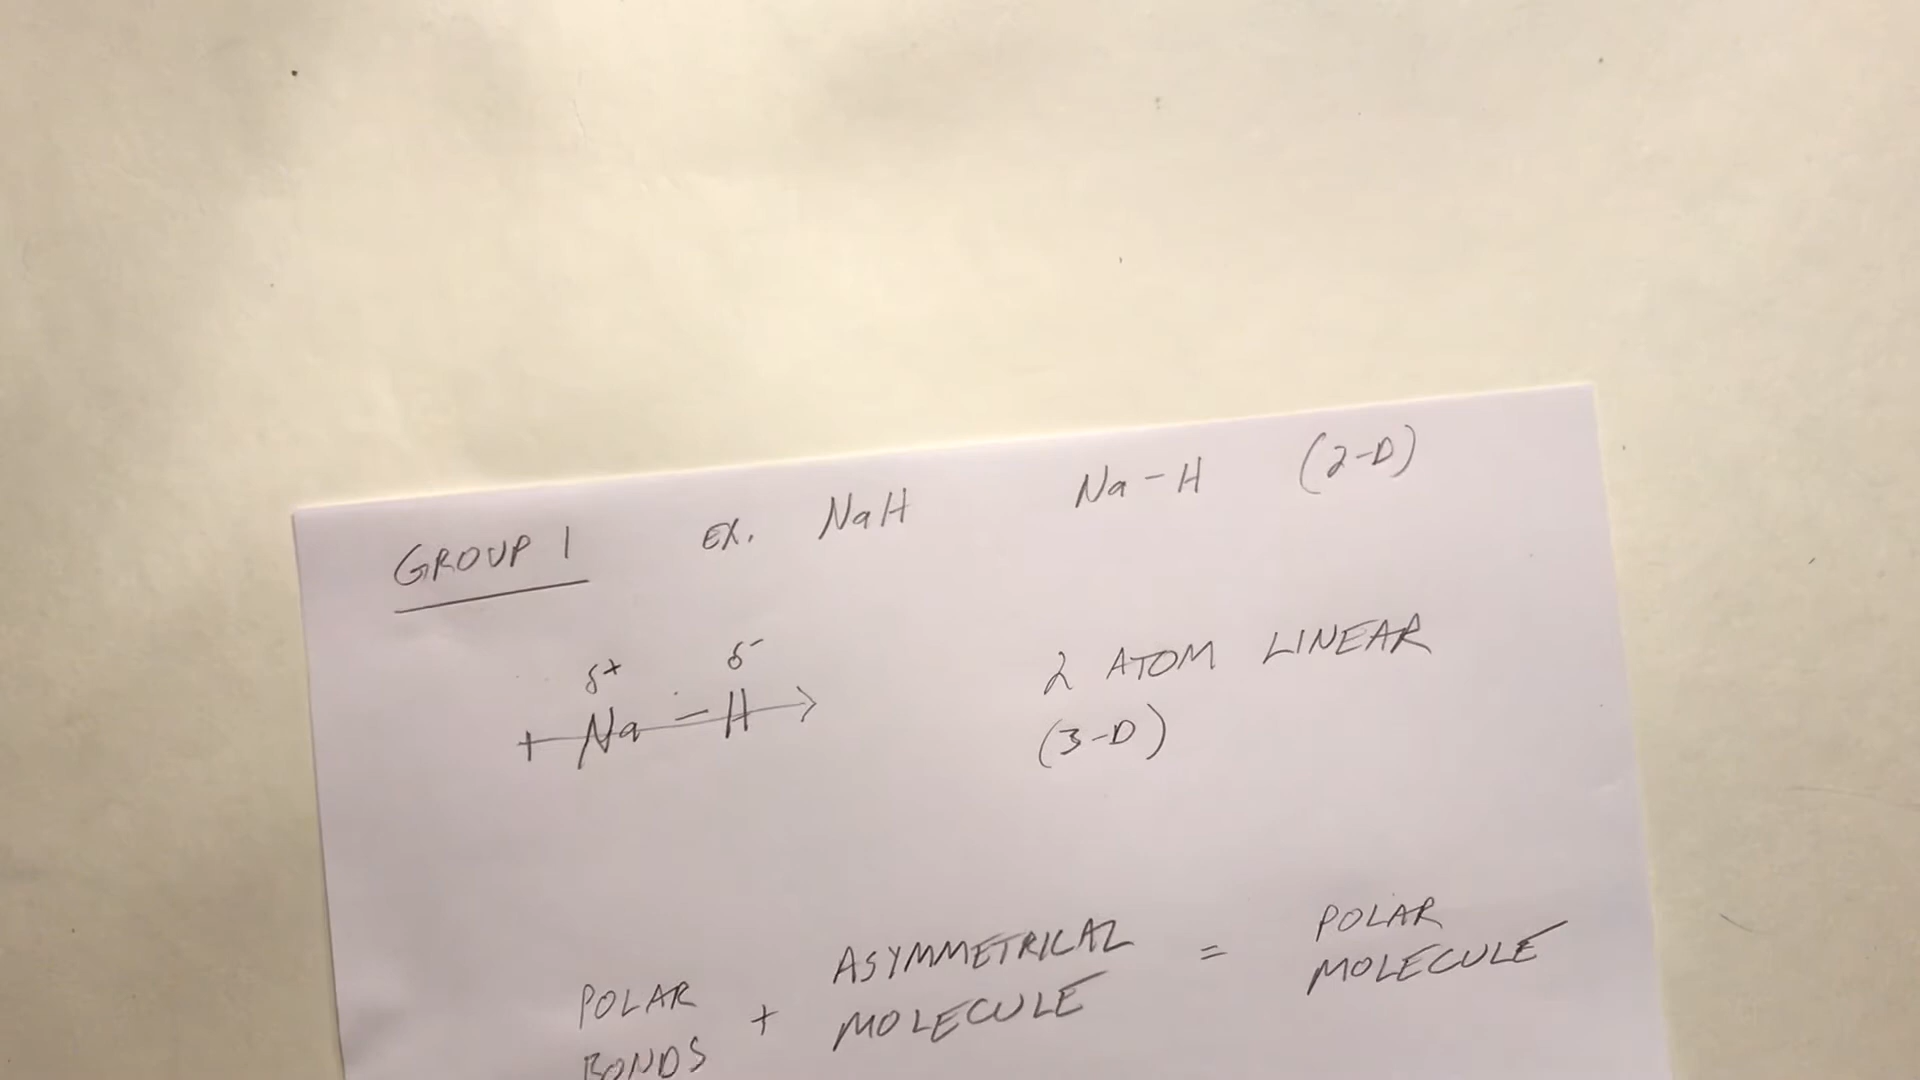 GROUP 1 EX. NaH Na-H (2-D)
δ+ δ-
Na-H
2 ATOM LINEAR
(3-D)
POLAR BONDS + ASYMMETRICAL MOLECULE = POLAR MOLECULE